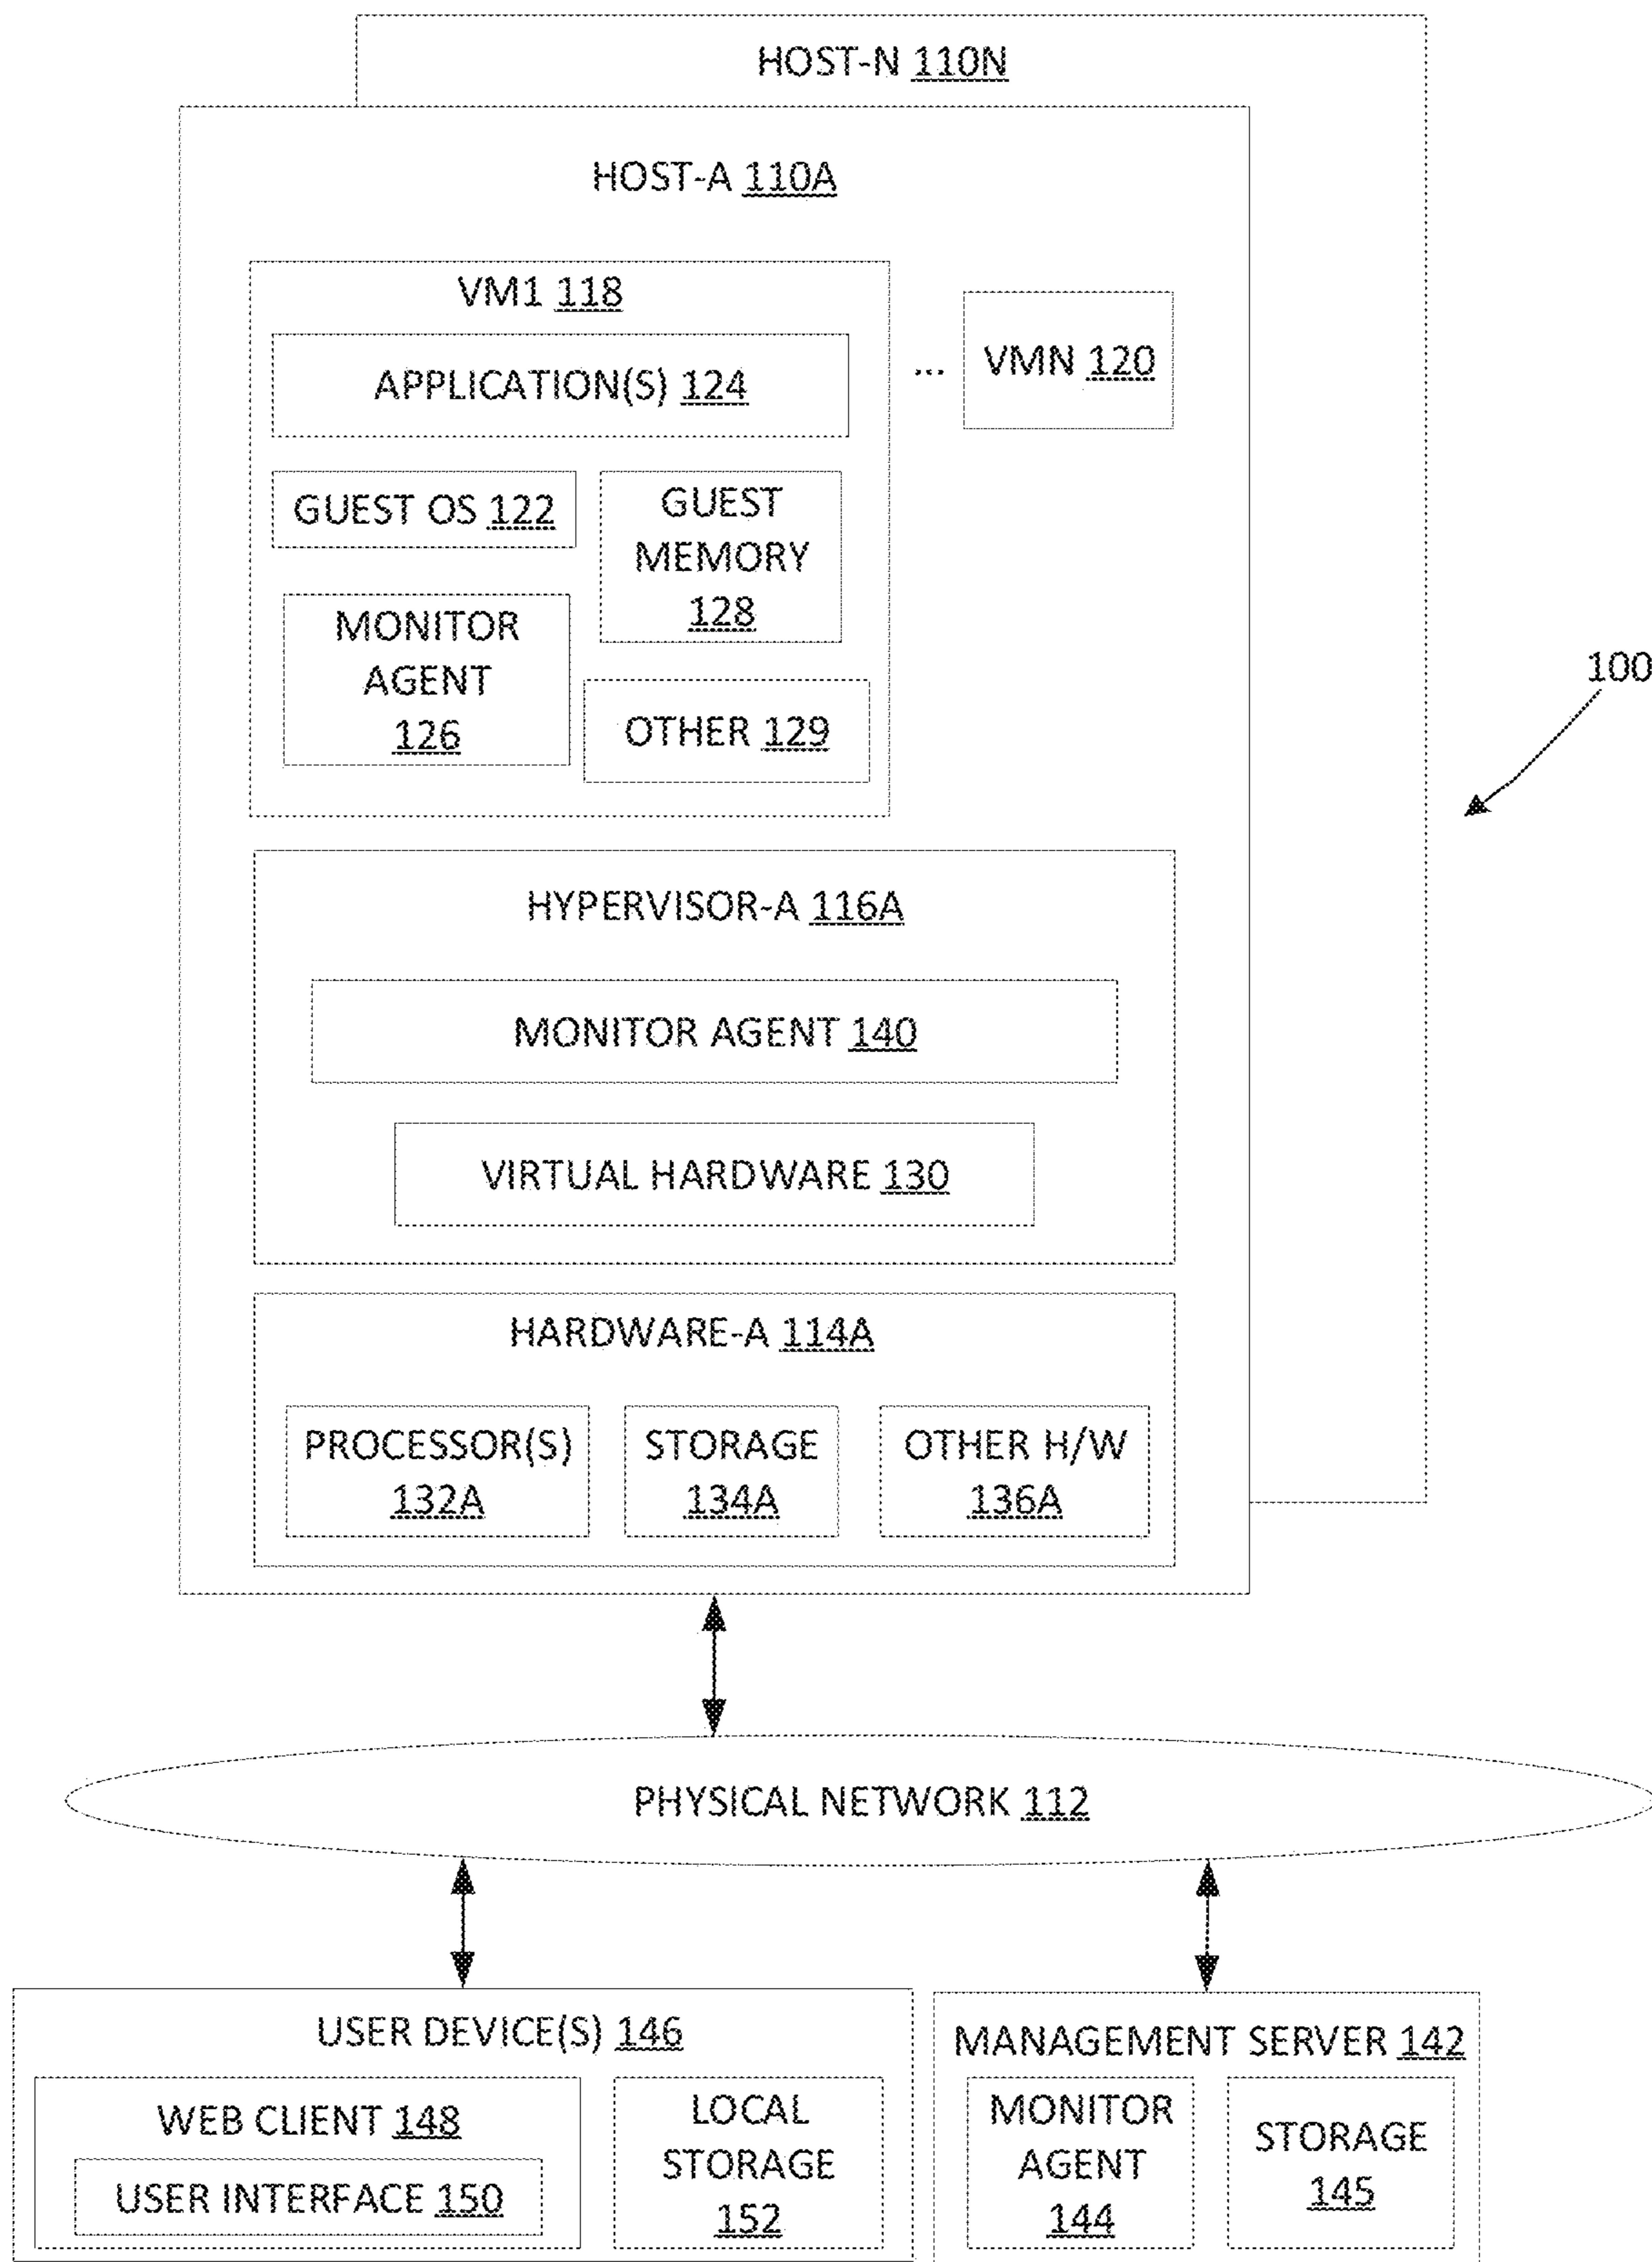 HOST-N 110N
HOST-A 110A
VM1 118
APPLICATION(S) 124
... VMN 120
GUEST OS 122
GUEST
MEMORY
128
MONITOR
AGENT
126
OTHER 129
100
HYPERVISOR-A 116A
MONITOR AGENT 140
VIRTUAL HARDWARE 130
HARDWARE-A 114A
PROCESSOR(S)
132A
STORAGE
134A
OTHER H/W
136A
PHYSICAL NETWORK 112
USER DEVICE(S) 146
WEB CLIENT 148
USER INTERFACE 150
LOCAL
STORAGE
152
MANAGEMENT SERVER 142
MONITOR
AGENT
144
STORAGE
145